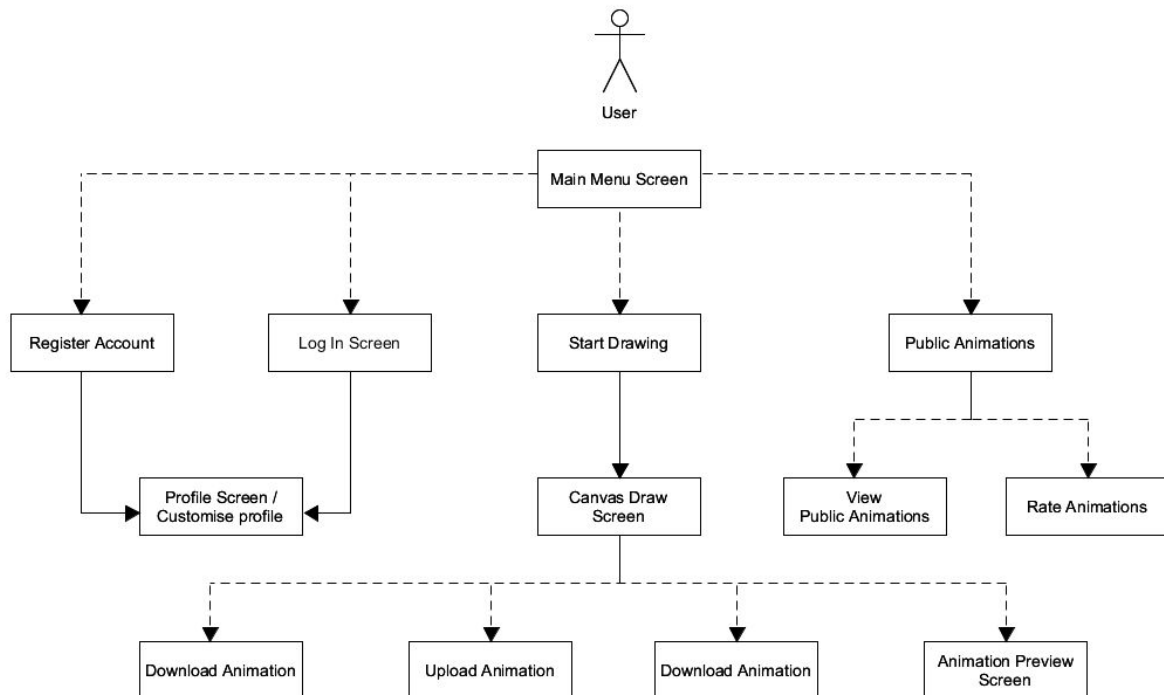 User
Main Menu Screen
Register Account
Log In Screen
Start Drawing
Public Animations
Profile Screen /
Customise profile
Canvas Draw
Screen
View
Public Animations
Rate Animations
Download Animation
Upload Animation
Download Animation
Animation Preview
Screen